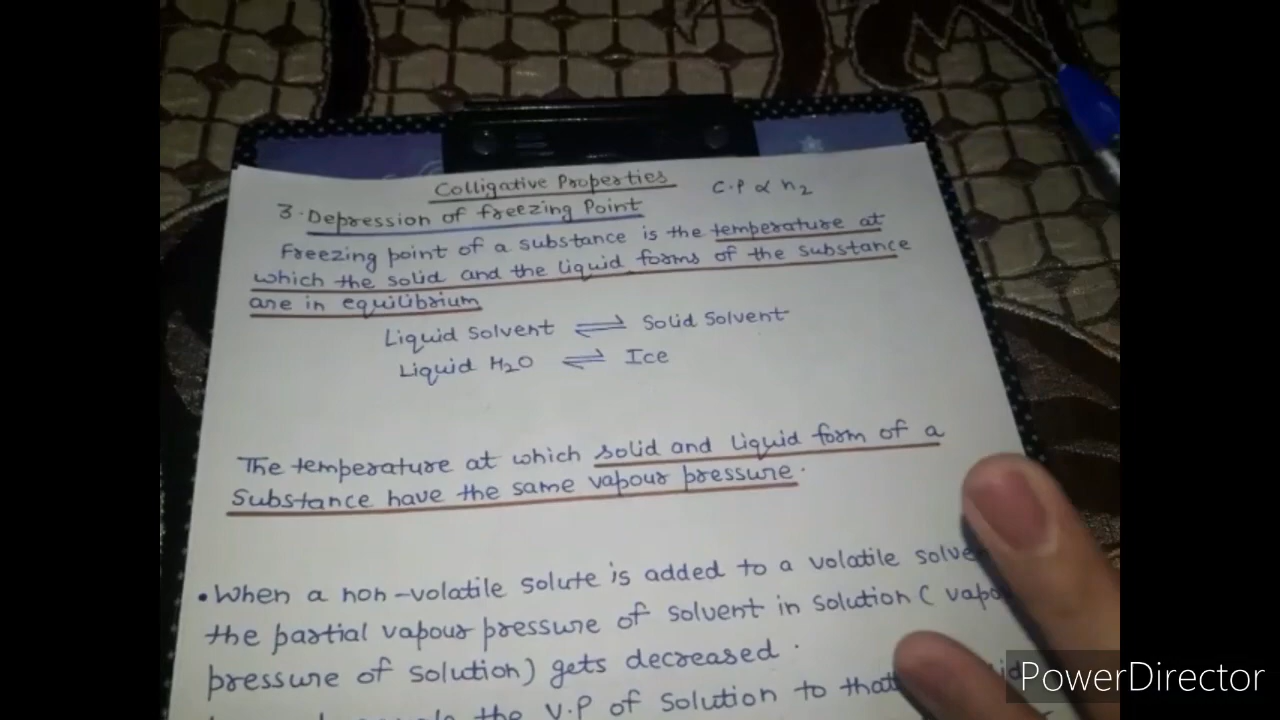 Colligative Properties C.P ∝ n2
3. Depression of freezing Point
Freezing point of a substance is the temperature at
which the solid and the liquid forms of the substance
are in equilibrium
Liquid Solvent ⇌ Solid Solvent
Liquid H2O ⇌ Ice
The temperature at which solid and liquid form of a
Substance have the same vapour pressure.
• When a non-volatile solute is added to a volatile
the partial vapour pressure of solvent in solution (
pressure of solution) gets decreased.
the V.P of solution to that
PowerDirector